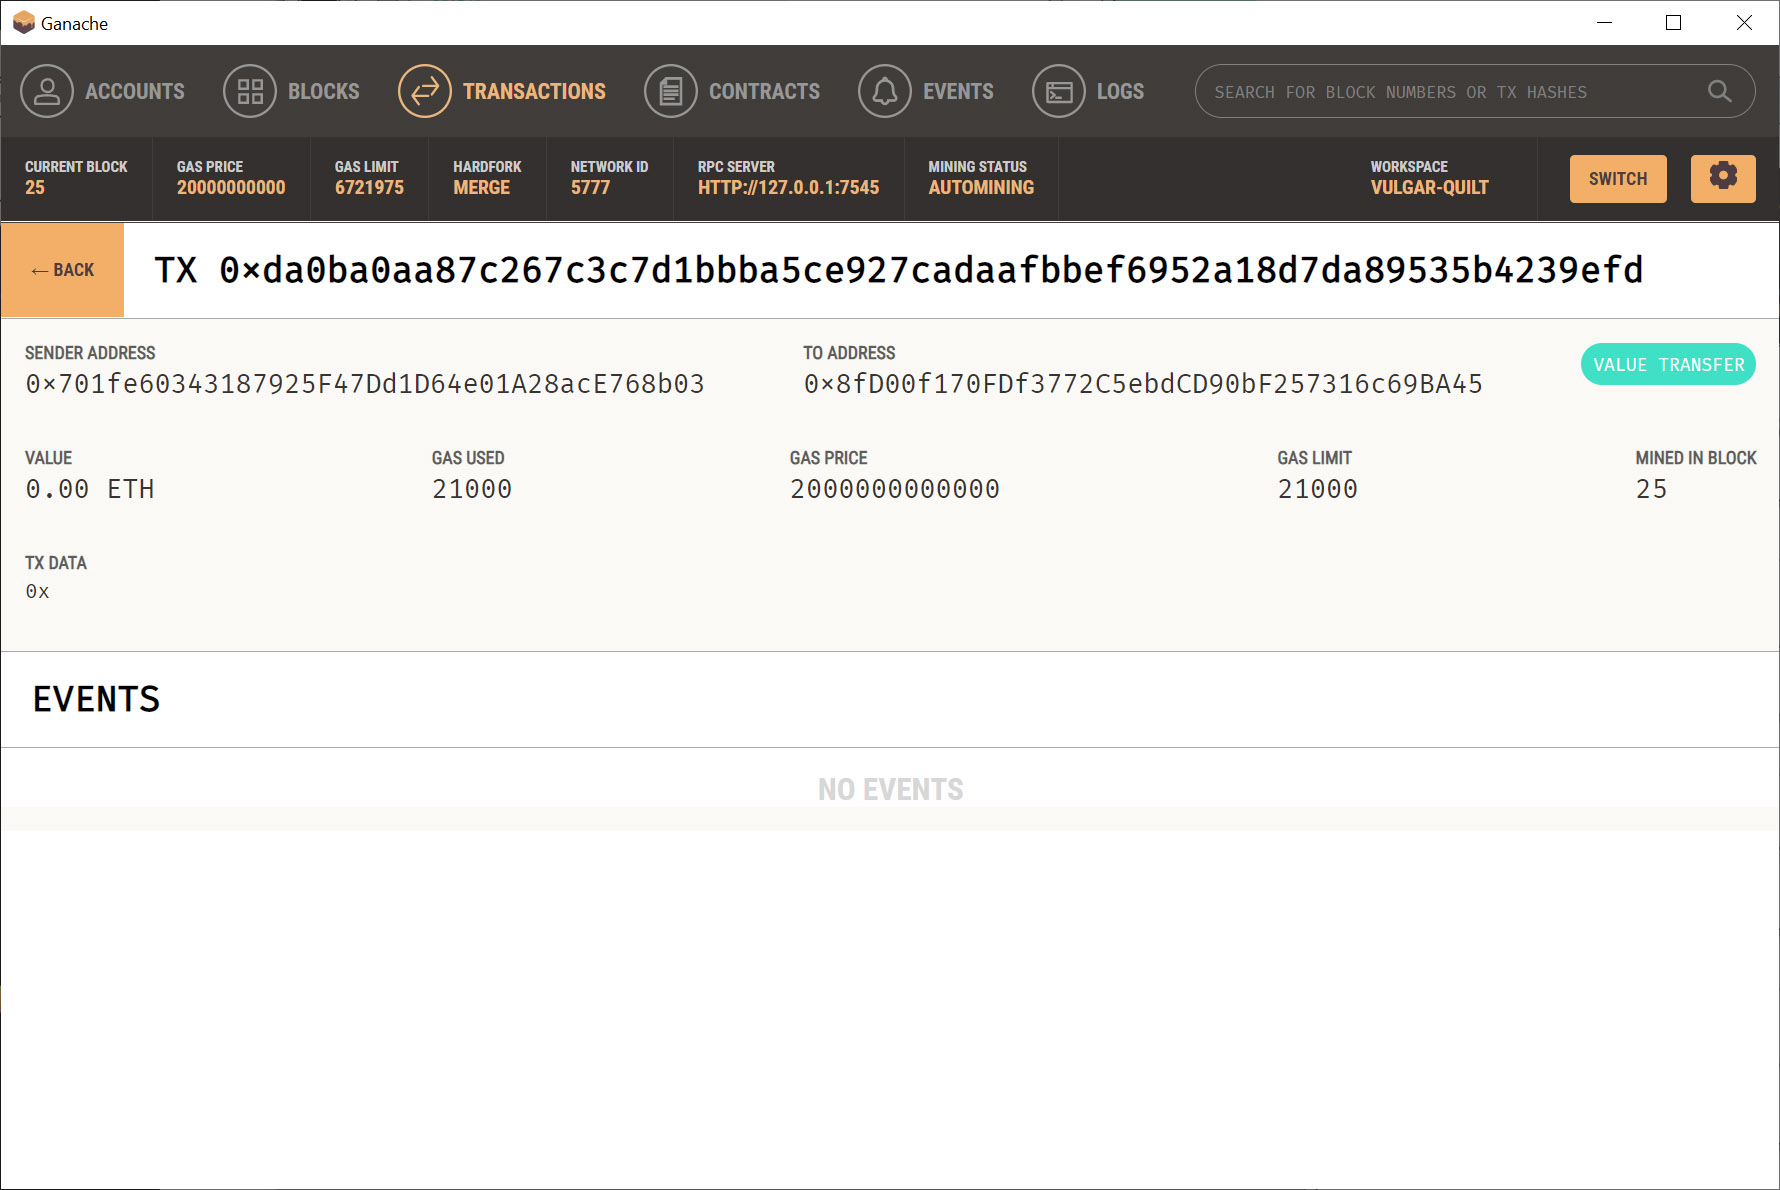 Ganache
ACCOUNTS BLOCKS TRANSACTIONS CONTRACTS EVENTS LOGS SEARCH FOR BLOCK NUMBERS OR TX HASHES
CURRENT BLOCK GAS PRICE GAS LIMIT HARDFORK NETWORK ID RPC SERVER MINING STATUS WORKSPACE
25 20000000000 6721975 MERGE 5777 HTTP://127.0.0.1:7545 AUTOMINING VULGAR-QUILT SWITCH
← BACK TX 0×da0ba0aa87c267c3c7d1bbba5ce927cadaafbbef6952a18d7da89535b4239efd
SENDER ADDRESS TO ADDRESS
0×701fe60343187925F47Dd1D64e01A28acE768b03 0×8fD00f170FDf3772C5ebdCD90bF257316c69BA45 VALUE TRANSFER
VALUE GAS USED GAS PRICE GAS LIMIT MINED IN BLOCK
0.00 ETH 21000 2000000000000 21000 25
TX DATA
0x
EVENTS
NO EVENTS